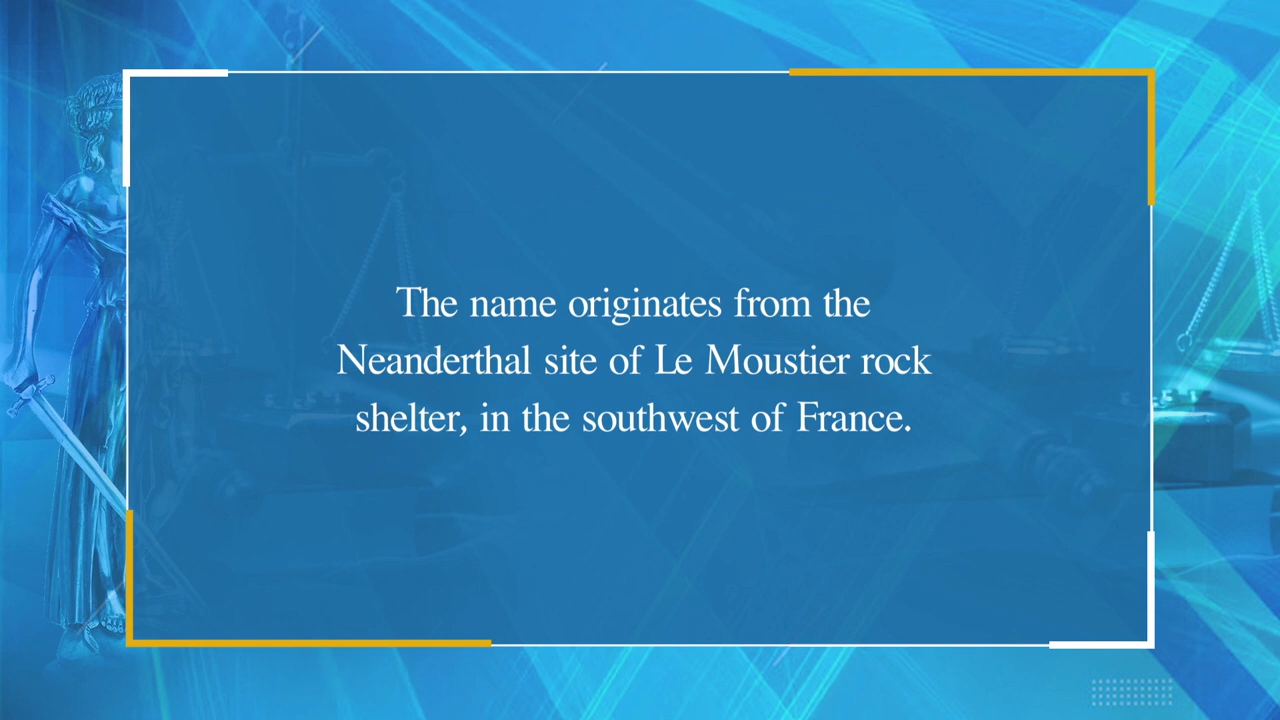 The name originates from the
Neanderthal site of Le Moustier rock
shelter, in the southwest of France.